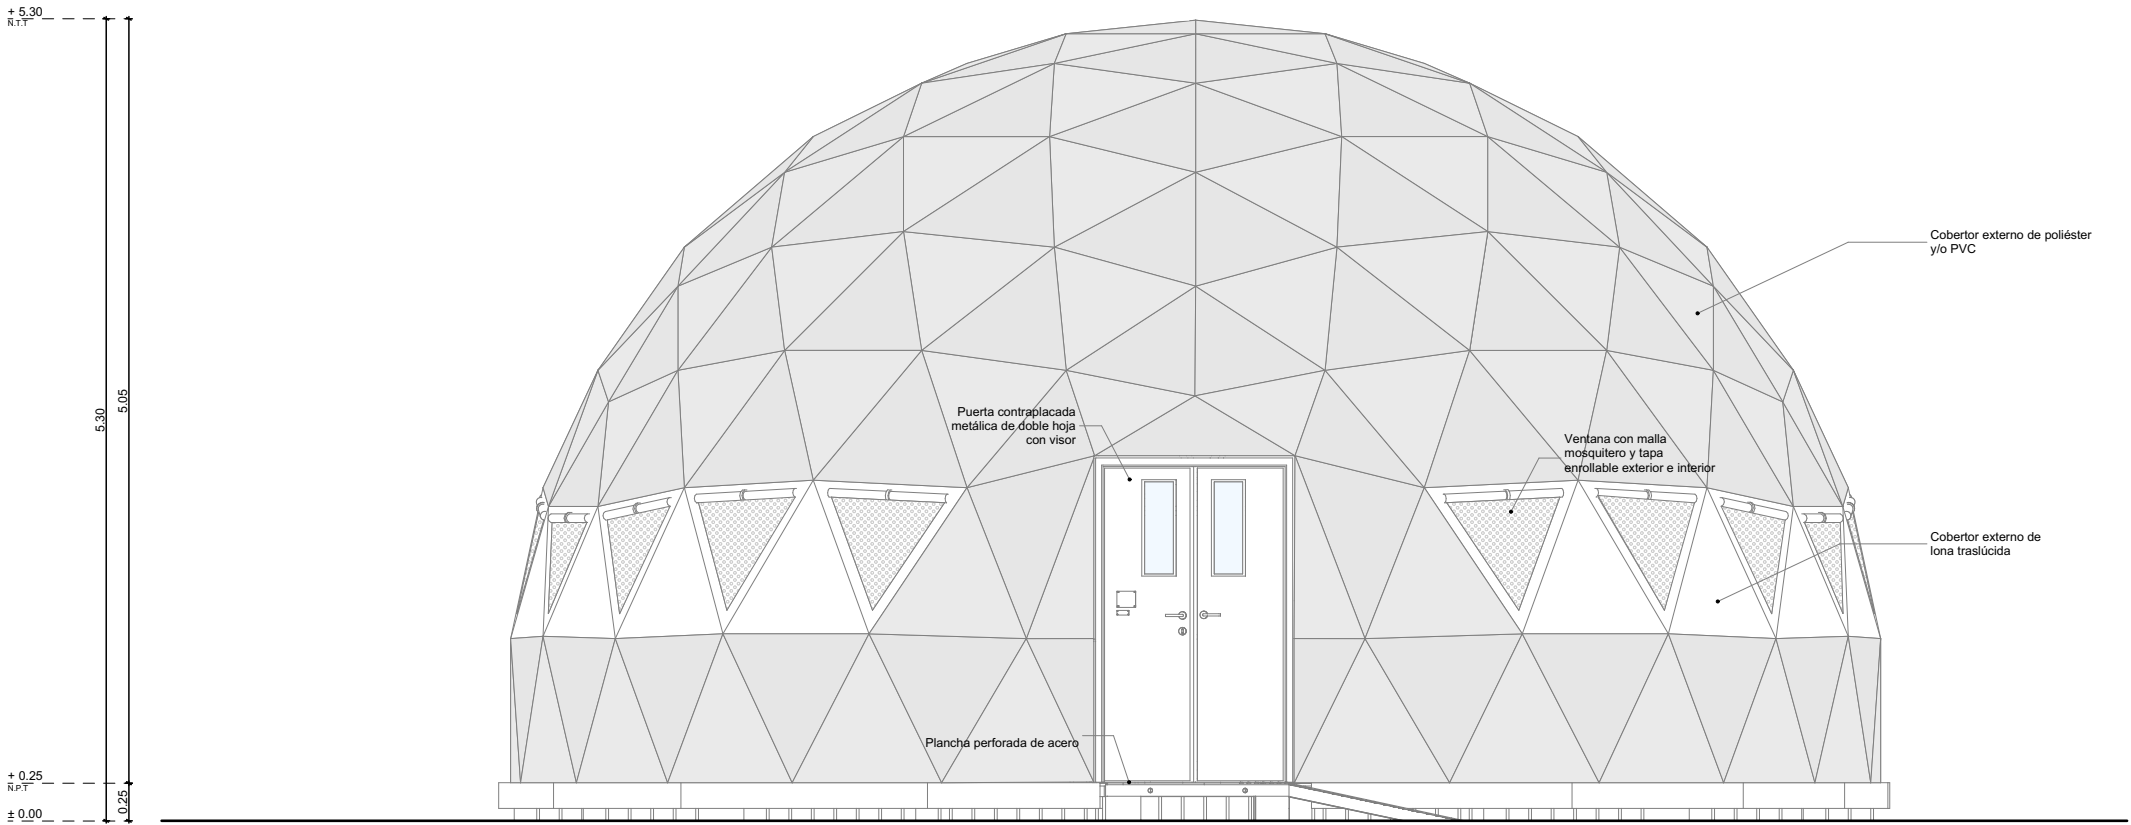 + 5.30
N.T.T
Cobertor externo de poliéster
y/o PVC
5.30
5.05
Puerta contraplacada
metálica de doble hoja
con visor
Ventana con malla
mosquitero y tapa
enrollable exterior e interior
Cobertor externo de
lona traslúcida
Plancha perforada de acero
+ 0.25
N.P.T
0.25
± 0.00